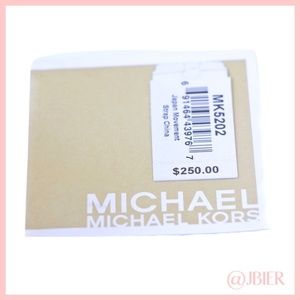 MK5202
6 91464 43976 7
Japan Movement
Strap China
$250.00
MICHAEL
MICHAEL KORS
@JBIER